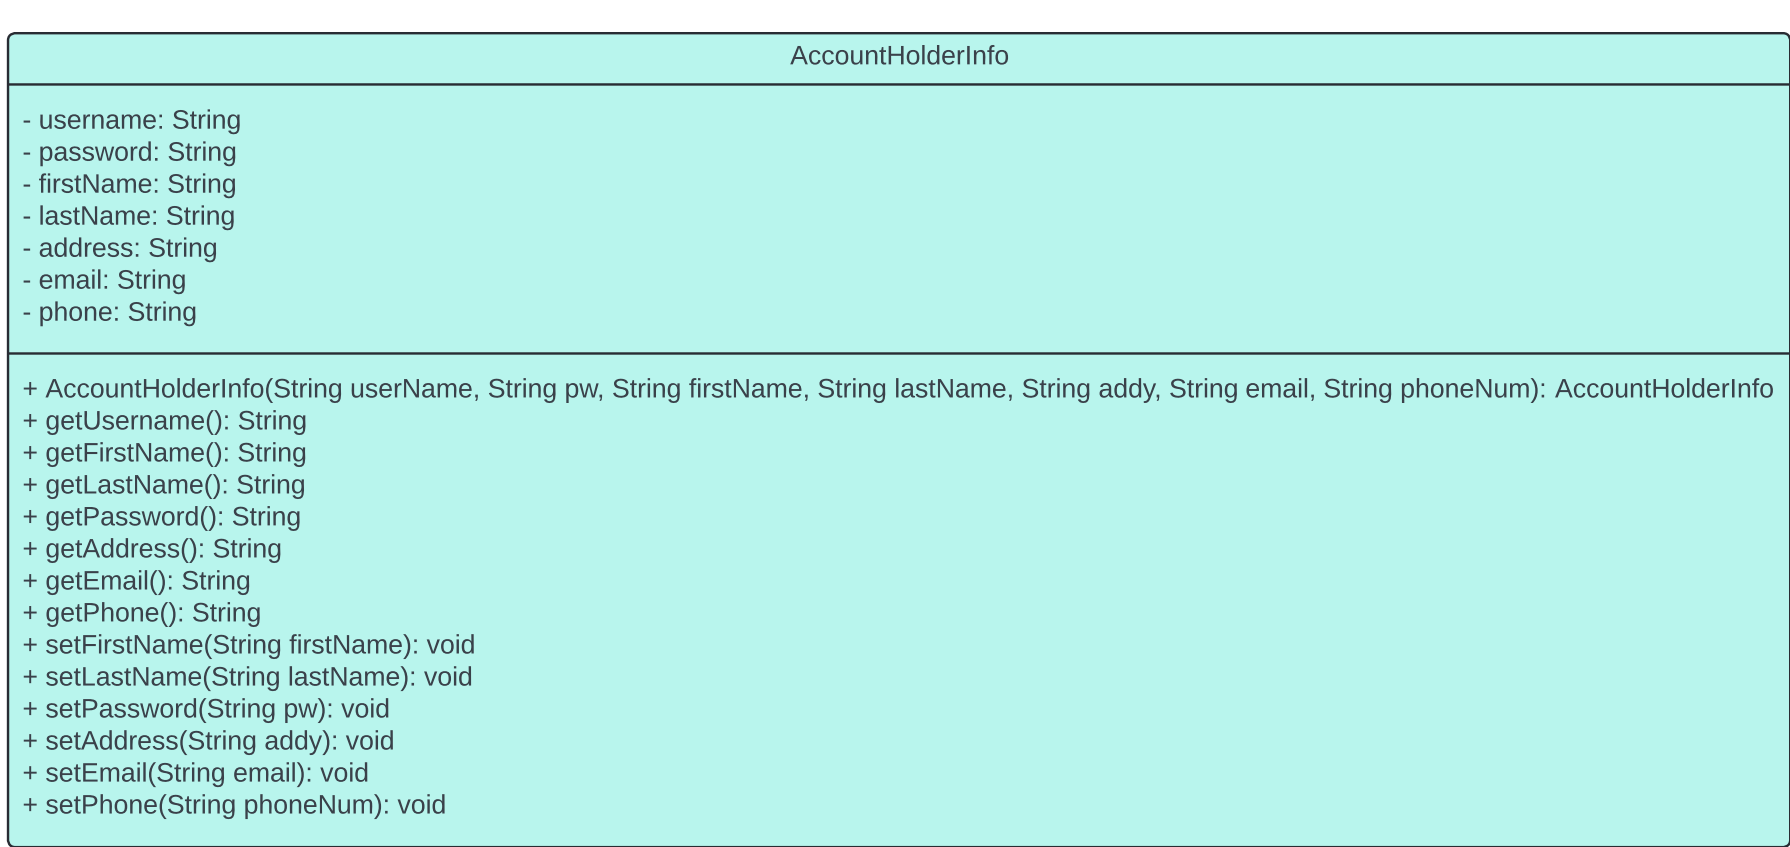 AccountHolderInfo
- username: String
- password: String
- firstName: String
- lastName: String
- address: String
- email: String
- phone: String
+ AccountHolderInfo(String userName, String pw, String firstName, String lastName, String addy, String email, String phoneNum): AccountHolderInfo
+ getUsername(): String
+ getFirstName(): String
+ getLastName(): String
+ getPassword(): String
+ getAddress(): String
+ getEmail(): String
+ getPhone(): String
+ setFirstName(String firstName): void
+ setLastName(String lastName): void
+ setPassword(String pw): void
+ setAddress(String addy): void
+ setEmail(String email): void
+ setPhone(String phoneNum): void